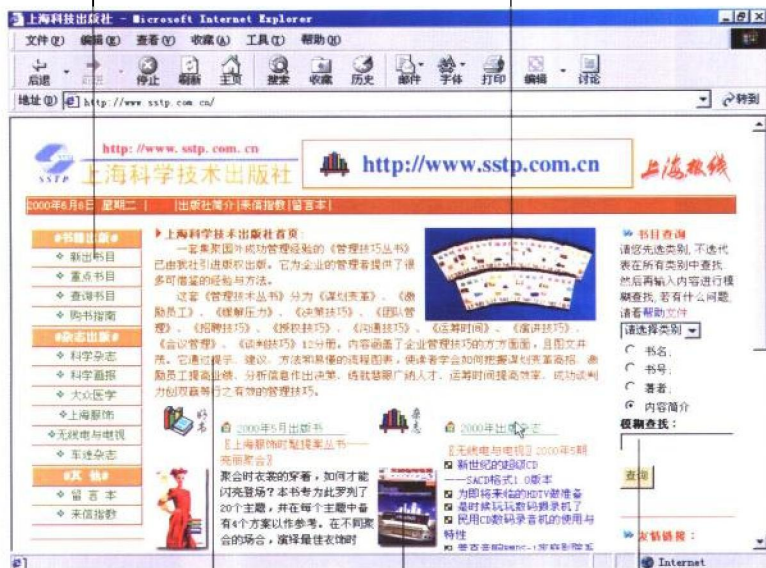 上海科技出版社 - Microsoft Internet Explorer
文件(F) 编辑(E) 查看(V) 收藏(A) 工具(T) 帮助(H)
后退 前进 停止 刷新 主页 搜索 收藏 历史 邮件 字体 打印 编辑 讨论
地址(D) http://www.sstp.com.cn/ 转到
http://www.sstp.com.cn
SSTP 上海科学技术出版社
http://www.sstp.com.cn
上海热线
2000年6月6日 星期二 | |出版社简介|来信指教|留言本|
#书籍出版#
新出书目
重点书目
查询书目
购书指南
#杂志出版#
科学杂志
科学画报
大众医学
上海服饰
无线电与电视
车迷杂志
#其 他#
留 言 本
来信指教
上海科学技术出版社首页:
一套集聚国外成功管理经验的《管理技巧丛书》
已由我社引进版权出版。它为企业的管理者提供了很
多可借鉴的经验与方法。
这套《管理技术丛书》分为《谋划变革》、《激
励员工》、《缓解压力》、《决策技巧》、《团队管
理》、《招聘技巧》、《授权技巧》、《沟通技巧》、《运筹时间》、《演讲技巧》、
《会议管理》、《谈判技巧》12分册。内容涵盖了企业管理技巧的方方面面，且图文并
茂。它通过提示、建议、方法和易懂的流程图表，使读者学会如何把握谋划变革高招、激
励员工提高业绩、分析信息作出决策、练就慧眼广纳人才、运筹时间提高效率、成功谈判
力创双赢等行之有效的管理技巧。
好书
2000年5月出版书
〖上海服饰时髦提案丛书——
亮丽聚会〗
聚会时衣装的穿着，如何才能
闪亮登场？本书专为此罗列了
20个主题，并在每个主题中备
有4个方案以作参考。在不同聚
会的场合，演绎最佳衣饰时
杂志
2000年出版杂志
〖无线电与电视〗2000年5期
新世纪的超级CD
——SACD格式1.0版本
为即将来临的HDTV做准备
是时候玩玩数码摄录机了
民用CD数码录音机的使用与
特性
书目查询
请您先选类别,不选代
表在所有类别中查找.
然后再输入内容进行模
糊查找,若有什么问题,
请看帮助文件
请选择类别
书名;
书号;
著者;
内容简介
模糊查找：
查询
友情链接：
Internet